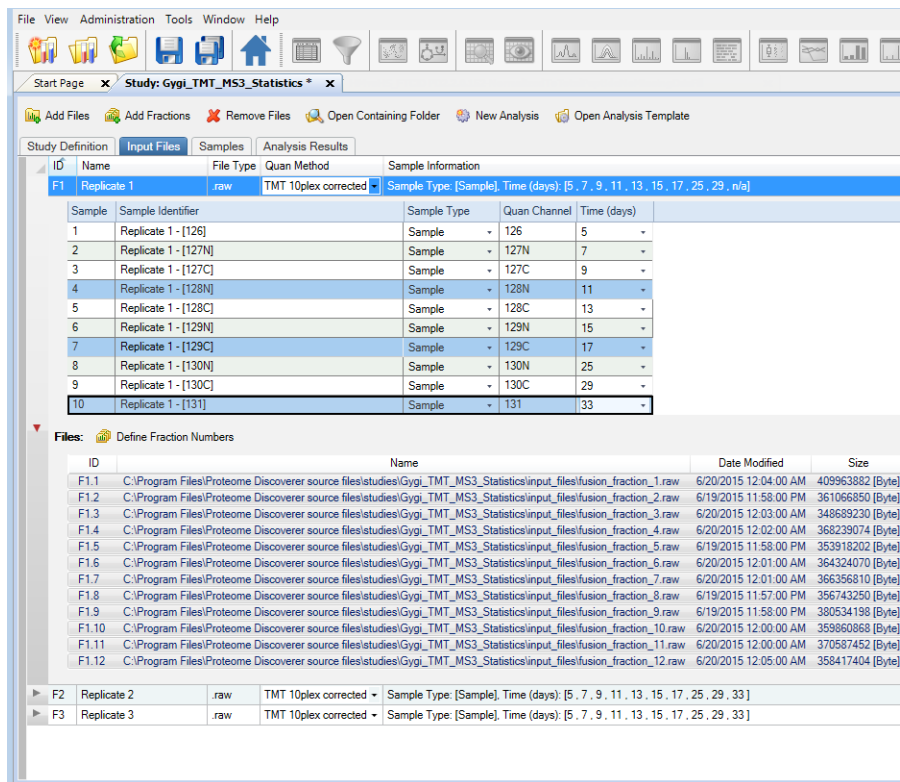 File View Administration Tools Window Help
Start Page x Study: Gygi_TMT_MS3_Statistics * x
Add Files Add Fractions Remove Files Open Containing Folder New Analysis Open Analysis Template
Study Definition Input Files Samples Analysis Results
ID Name File Type Quan Method Sample Information
F1 Replicate 1 .raw TMT 10plex corrected Sample Type: [Sample], Time (days): [5 , 7 , 9 , 11 , 13 , 15 , 17 , 25 , 29 , n/a]
Sample Sample Identifier Sample Type Quan Channel Time (days)
1 Replicate 1 - [126] Sample 126 5
2 Replicate 1 - [127N] Sample 127N 7
3 Replicate 1 - [127C] Sample 127C 9
4 Replicate 1 - [128N] Sample 128N 11
5 Replicate 1 - [128C] Sample 128C 13
6 Replicate 1 - [129N] Sample 129N 15
7 Replicate 1 - [129C] Sample 129C 17
8 Replicate 1 - [130N] Sample 130N 25
9 Replicate 1 - [130C] Sample 130C 29
10 Replicate 1 - [131] Sample 131 33
Files: Define Fraction Numbers
ID Name Date Modified Size
F1.1 C:\Program Files\Proteome Discoverer source files\studies\Gygi_TMT_MS3_Statistics\input_files\fusion_fraction_1.raw 6/20/2015 12:04:00 AM 409963882 [Byte]
F1.2 C:\Program Files\Proteome Discoverer source files\studies\Gygi_TMT_MS3_Statistics\input_files\fusion_fraction_2.raw 6/19/2015 11:58:00 PM 361066850 [Byte]
F1.3 C:\Program Files\Proteome Discoverer source files\studies\Gygi_TMT_MS3_Statistics\input_files\fusion_fraction_3.raw 6/20/2015 12:03:00 AM 348689230 [Byte]
F1.4 C:\Program Files\Proteome Discoverer source files\studies\Gygi_TMT_MS3_Statistics\input_files\fusion_fraction_4.raw 6/20/2015 12:02:00 AM 368239074 [Byte]
F1.5 C:\Program Files\Proteome Discoverer source files\studies\Gygi_TMT_MS3_Statistics\input_files\fusion_fraction_5.raw 6/19/2015 11:58:00 PM 353918202 [Byte]
F1.6 C:\Program Files\Proteome Discoverer source files\studies\Gygi_TMT_MS3_Statistics\input_files\fusion_fraction_6.raw 6/20/2015 12:01:00 AM 364324070 [Byte]
F1.7 C:\Program Files\Proteome Discoverer source files\studies\Gygi_TMT_MS3_Statistics\input_files\fusion_fraction_7.raw 6/20/2015 12:01:00 AM 366356810 [Byte]
F1.8 C:\Program Files\Proteome Discoverer source files\studies\Gygi_TMT_MS3_Statistics\input_files\fusion_fraction_8.raw 6/19/2015 11:57:00 PM 356743250 [Byte]
F1.9 C:\Program Files\Proteome Discoverer source files\studies\Gygi_TMT_MS3_Statistics\input_files\fusion_fraction_9.raw 6/19/2015 11:58:00 PM 380534198 [Byte]
F1.10 C:\Program Files\Proteome Discoverer source files\studies\Gygi_TMT_MS3_Statistics\input_files\fusion_fraction_10.raw 6/20/2015 12:00:00 AM 359860868 [Byte]
F1.11 C:\Program Files\Proteome Discoverer source files\studies\Gygi_TMT_MS3_Statistics\input_files\fusion_fraction_11.raw 6/20/2015 12:00:00 AM 370587452 [Byte]
F1.12 C:\Program Files\Proteome Discoverer source files\studies\Gygi_TMT_MS3_Statistics\input_files\fusion_fraction_12.raw 6/20/2015 12:05:00 AM 358417404 [Byte]
F2 Replicate 2 .raw TMT 10plex corrected Sample Type: [Sample], Time (days): [5 , 7 , 9 , 11 , 13 , 15 , 17 , 25 , 29 , 33 ]
F3 Replicate 3 .raw TMT 10plex corrected Sample Type: [Sample], Time (days): [5 , 7 , 9 , 11 , 13 , 15 , 17 , 25 , 29 , 33 ]